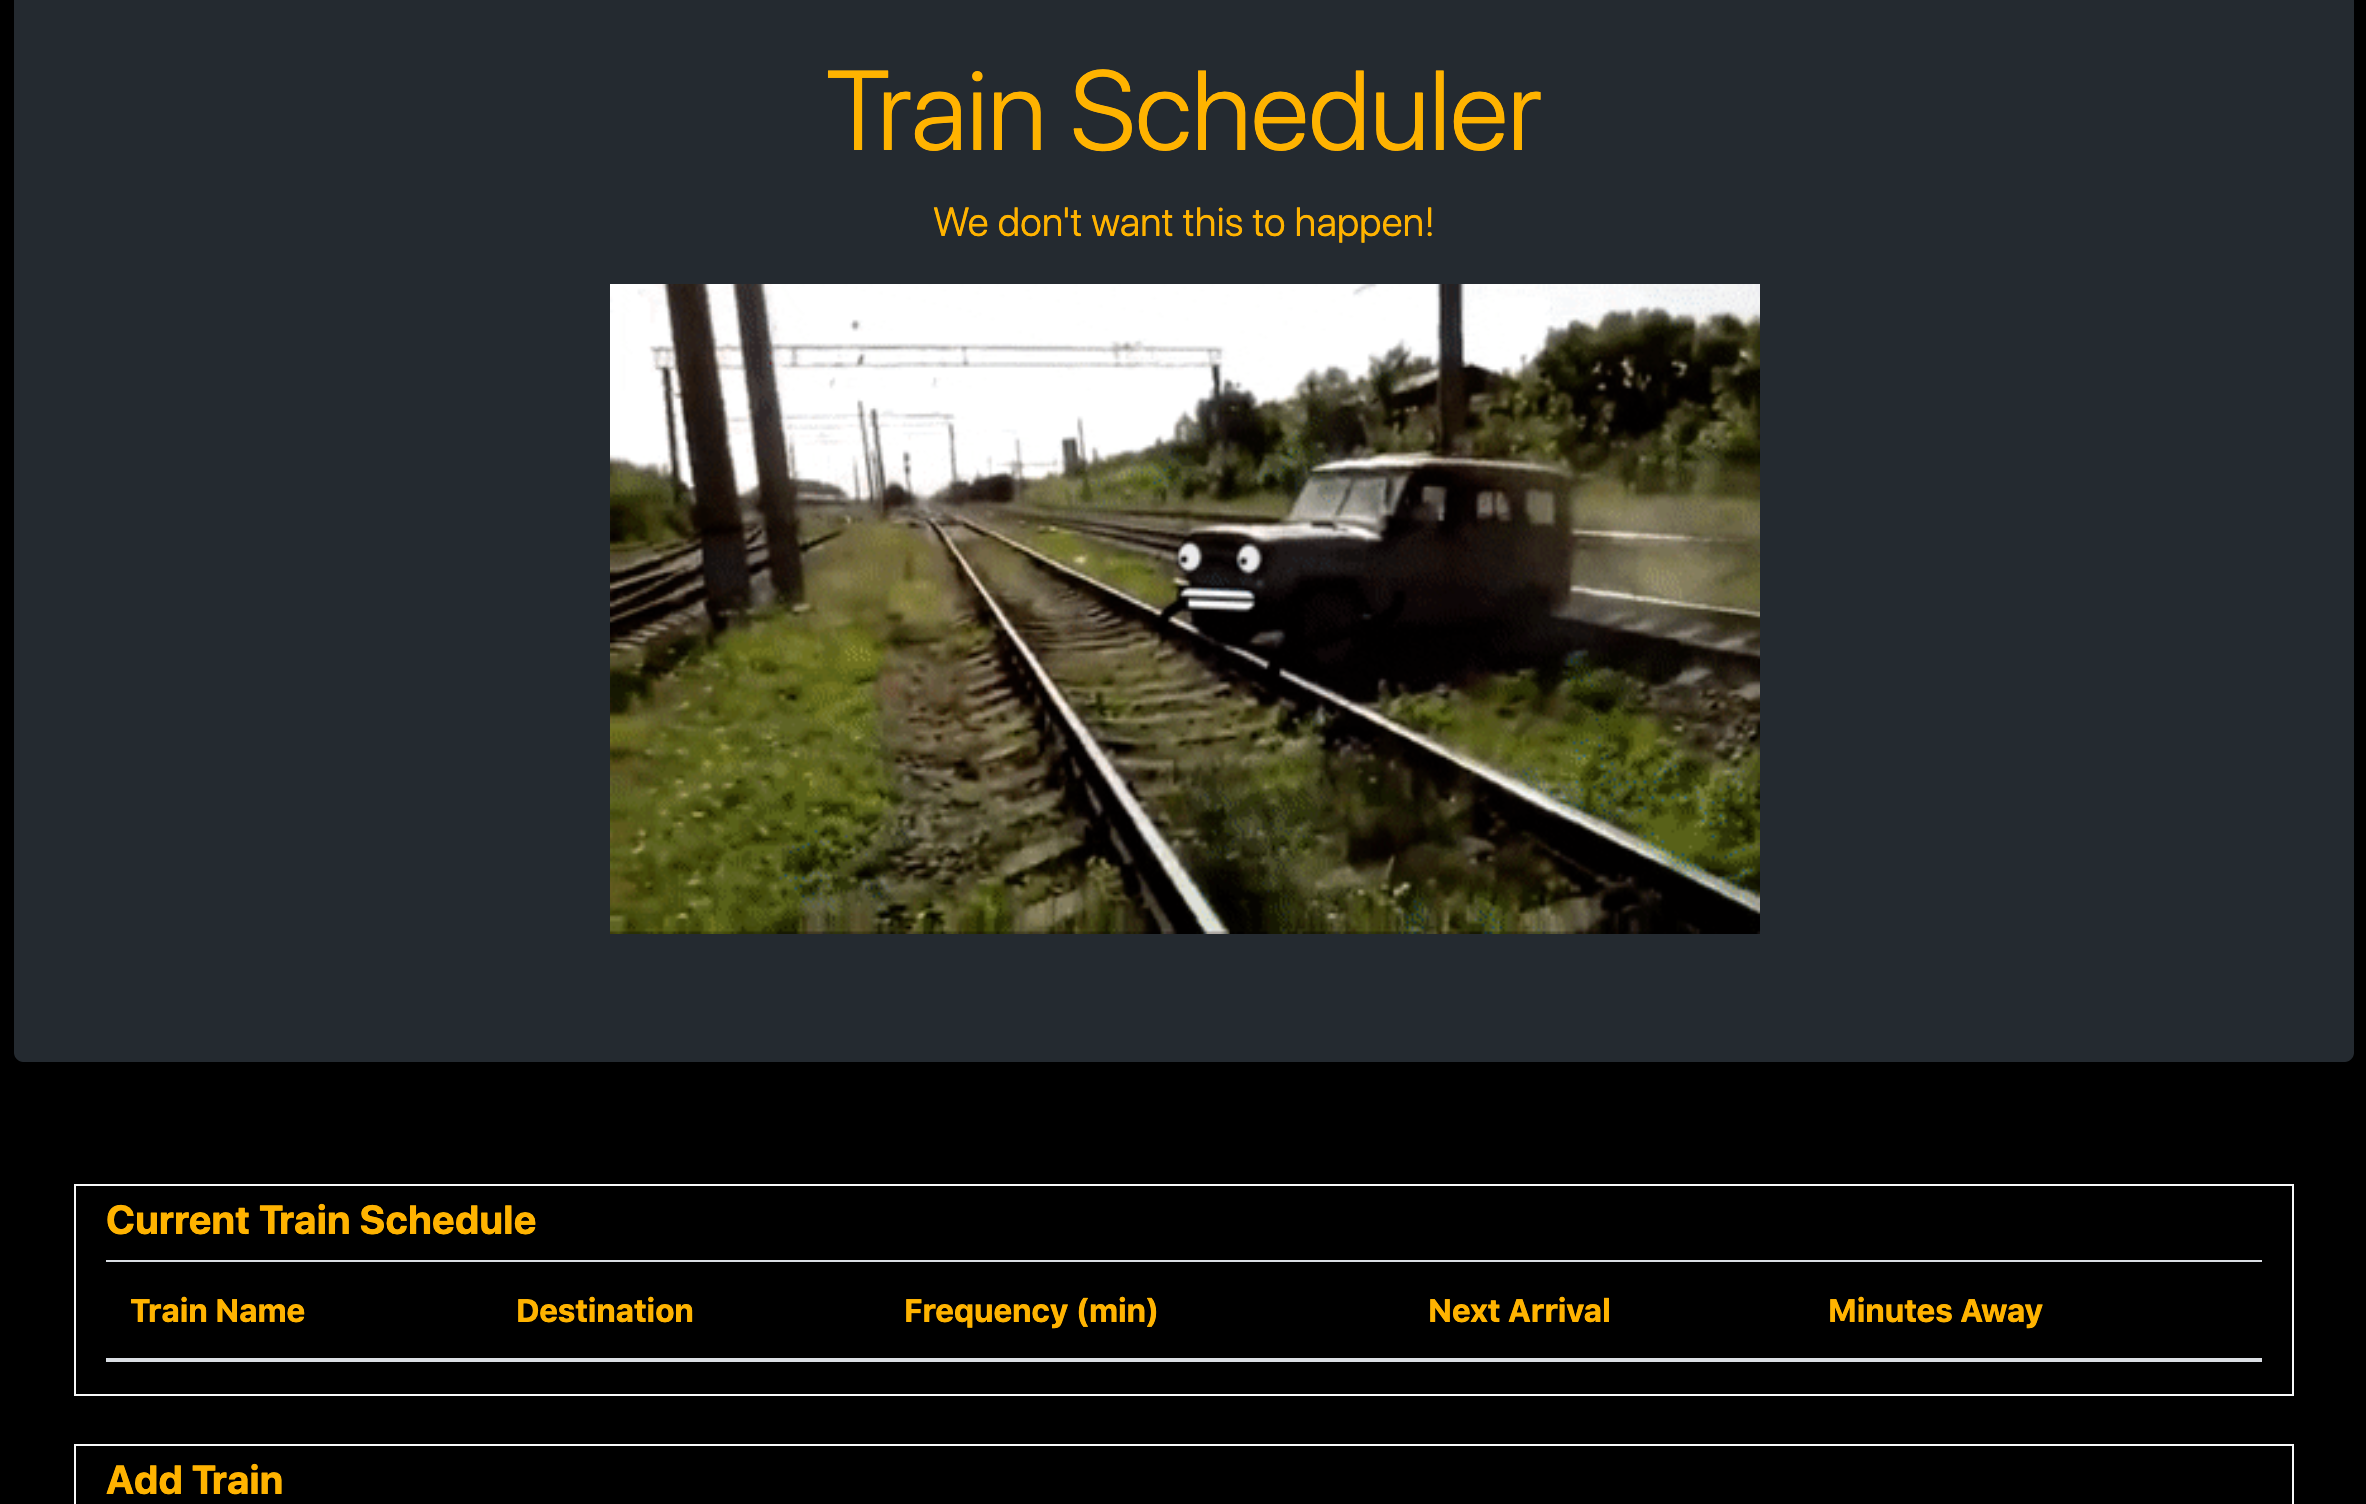 Train Scheduler
We don't want this to happen!
Current Train Schedule
Train Name Destination Frequency (min) Next Arrival Minutes Away
Add Train